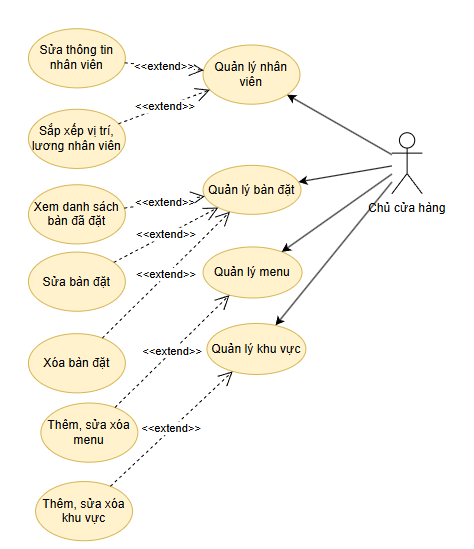 Sửa thông tin
nhân viên
<<extend>>
Quản lý nhân
viên
<<extend>>
Sắp xếp vị trí,
lương nhân viên
Chủ cửa hàng
Xem danh sách
bàn đã đặt
<<extend>>
Quản lý bàn đặt
<<extend>>
Sửa bàn đặt
<<extend>>
Quản lý menu
Xóa bàn đặt
<<extend>>
Quản lý khu vực
Thêm, sửa xóa
menu
<<extend>>
Thêm, sửa xóa
khu vực